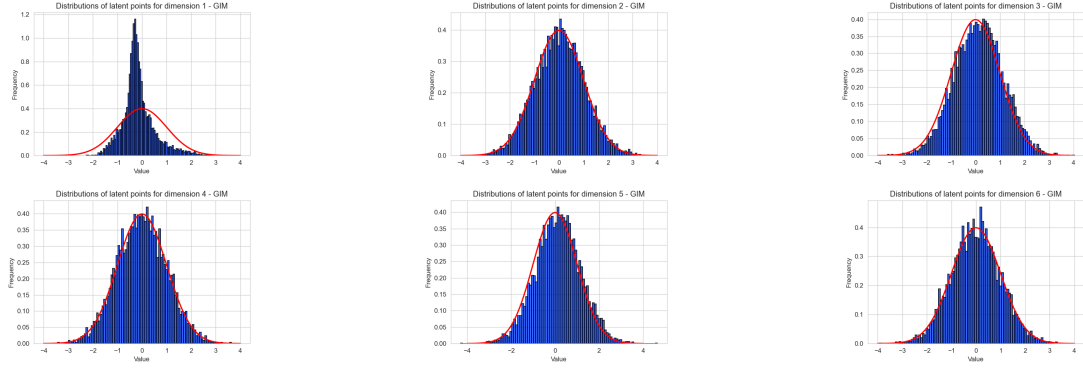 Distributions of latent points for dimension 1 - GIM
1.2
1.0
0.8
0.6
0.4
0.2
0.0
Frequency
−4 −3 −2 −1 0 1 2 3 4
Value
Distributions of latent points for dimension 2 - GIM
0.4
0.3
0.2
0.1
0.0
Frequency
−4 −3 −2 −1 0 1 2 3 4
Value
Distributions of latent points for dimension 3 - GIM
0.40
0.35
0.30
0.25
0.20
0.15
0.10
0.05
0.00
Frequency
−4 −3 −2 −1 0 1 2 3 4
Value
Distributions of latent points for dimension 4 - GIM
0.40
0.35
0.30
0.25
0.20
0.15
0.10
0.05
0.00
Frequency
−4 −3 −2 −1 0 1 2 3 4
Value
Distributions of latent points for dimension 5 - GIM
0.40
0.35
0.30
0.25
0.20
0.15
0.10
0.05
0.00
Frequency
−4 −2 0 2 4
Value
Distributions of latent points for dimension 6 - GIM
0.4
0.3
0.2
0.1
0.0
Frequency
−4 −3 −2 −1 0 1 2 3 4
Value